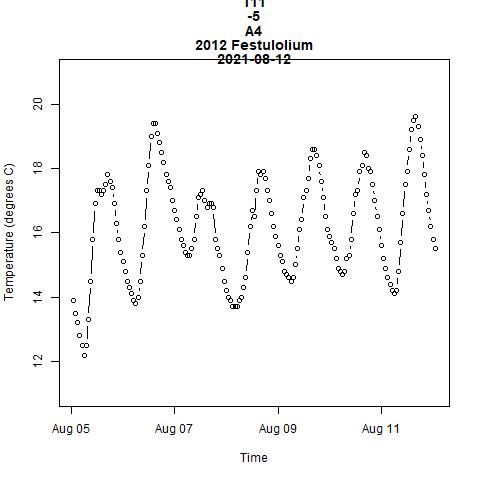 T11
-5
A4
2012 Festulolium
2021-08-12
Temperature (degrees C)
20
18
16
14
12
Aug 05
Aug 07
Aug 09
Aug 11
Time